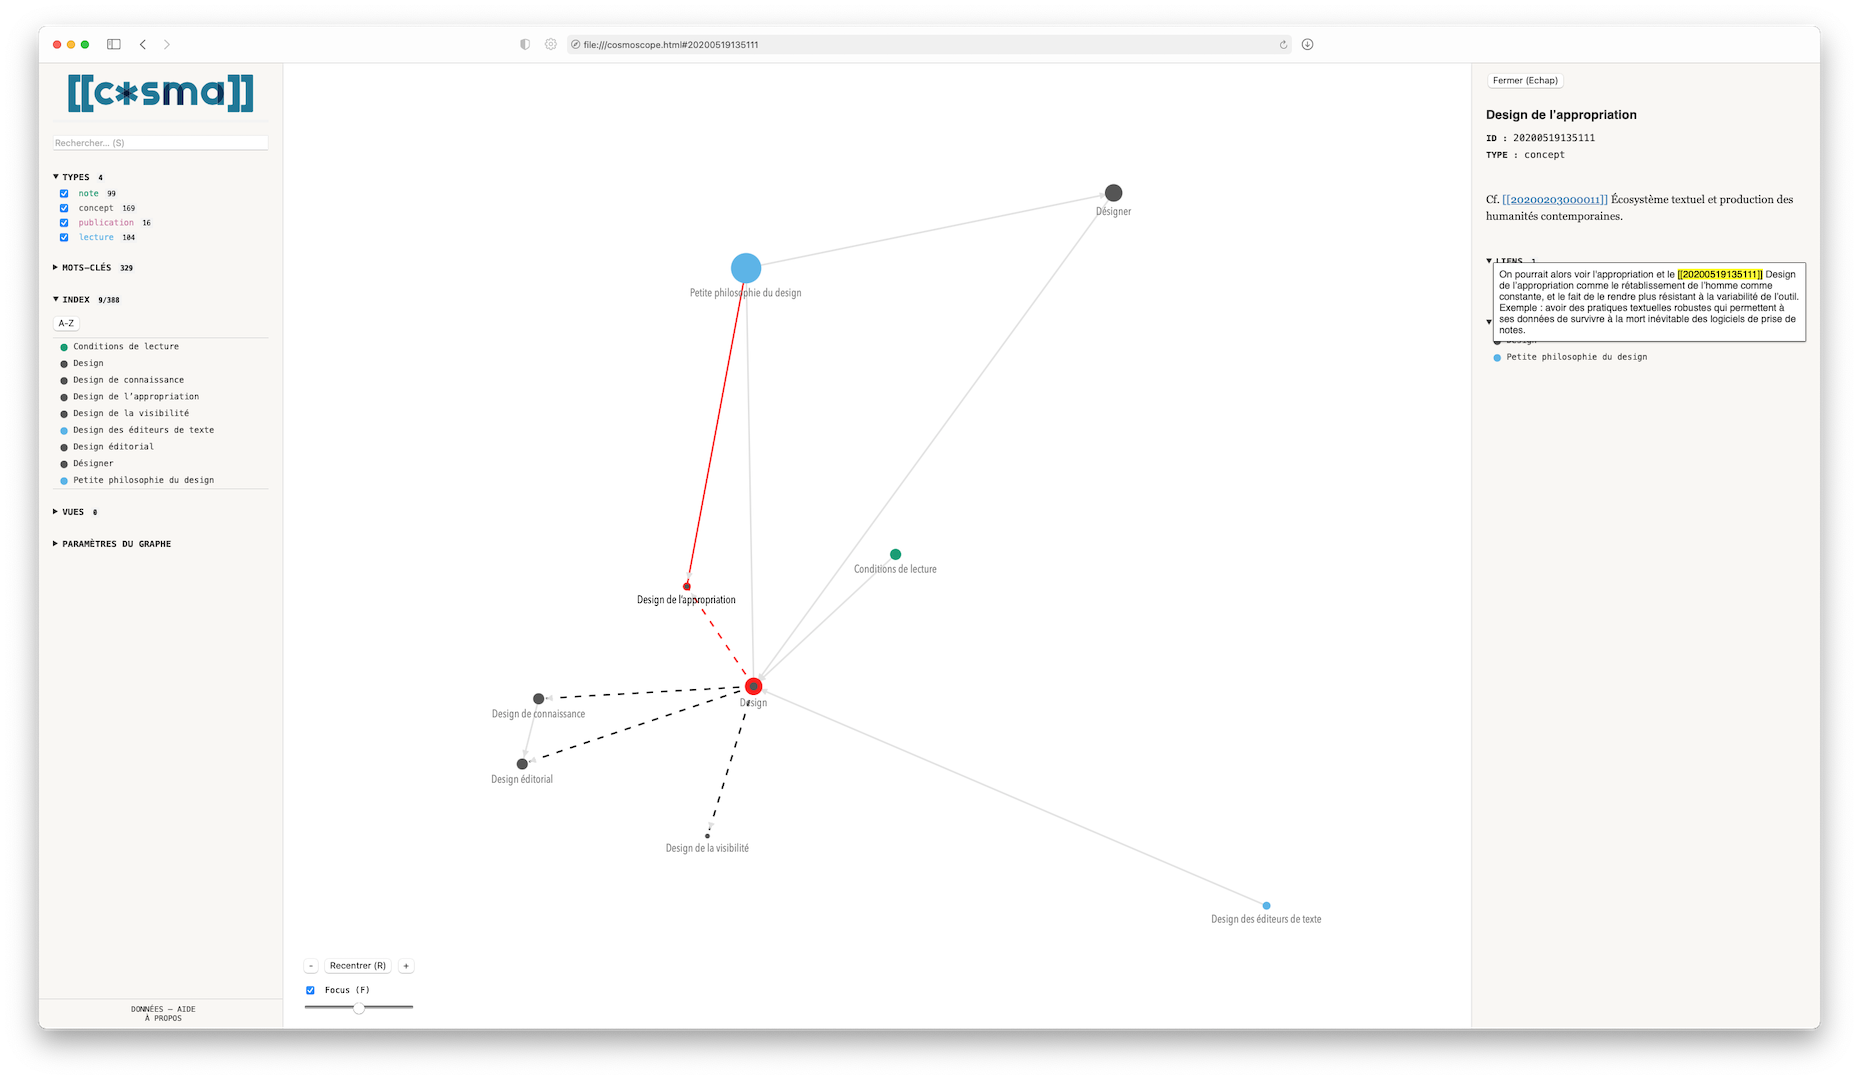 file:///cosmoscope.html#20200519135111
[[c*sma]]
Rechercher... (S)
TYPES 4
note 99
concept 169
publication 16
lecture 104
MOTS-CLÉS 329
INDEX 9/388
A-Z
Conditions de lecture
Design
Design de connaissance
Design de l'appropriation
Design de la visibilité
Design des éditeurs de texte
Design éditorial
Désigner
Petite philosophie du design
VUES 0
PARAMÈTRES DU GRAPHE
DONNÉES – AIDE
À PROPOS
Désigner
Petite philosophie du design
Conditions de lecture
Design de l'appropriation
Design
Design de connaissance
Design éditorial
Design de la visibilité
Design des éditeurs de texte
-
Recentrer (R)
+
Focus (F)
Fermer (Echap)
Design de l'appropriation
ID : 20200519135111
TYPE : concept
Cf. [[20200203000011]] Écosystème textuel et production des
humanités contemporaines.
LIENS 1
On pourrait alors voir l'appropriation et le [[20200519135111]] Design
de l'appropriation comme le rétablissement de l'homme comme
constante, et le fait de le rendre plus résistant à la variabilité de l'outil.
Exemple : avoir des pratiques textuelles robustes qui permettent à
ses données de survivre à la mort inévitable des logiciels de prise de
notes.
Design
Petite philosophie du design